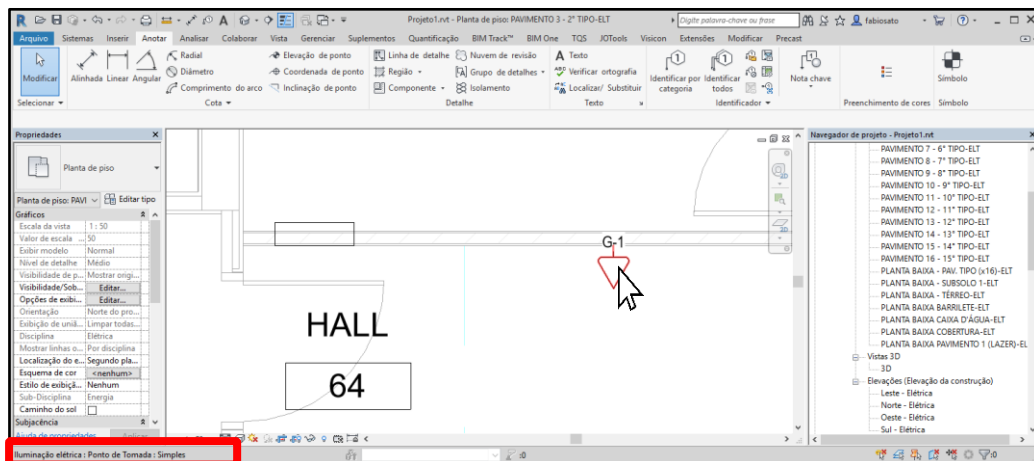 Projeto1.rvt - Planta de piso: PAVIMENTO 3 - 2° TIPO-ELT
Digite palavra-chave ou frase
fabiosato
Arquivo Sistemas Inserir Anotar Analisar Colaborar Vista Gerenciar Suplementos Quantificação BIM Track™ BIM One TQS JOTools Visicon Extensões Modificar Precast
Modificar
Alinhada Linear Angular
Radial
Diâmetro
Comprimento do arco
Elevação de ponto
Coordenada de ponto
Inclinação de ponto
Linha de detalhe
Região
Componente
Nuvem de revisão
Grupo de detalhes
Isolamento
A Texto
Verificar ortografia
Localizar/ Substituir
Identificar por categoria
Identificar todos
Nota chave
Símbolo
Selecionar
Cota
Detalhe
Texto
Identificador
Preenchimento de cores
Símbolo
Propriedades
Planta de piso
Planta de piso: PAVI
Editar tipo
Gráficos
Escala da vista 1 : 50
Valor de escala ... 50
Exibir modelo Normal
Nível de detalhe Médio
Visibilidade de p... Mostrar origi...
Visibilidade/Sob... Editar...
Opções de exibi... Editar...
Orientação Norte do pro...
Exibição de uniã... Limpar todas...
Disciplina Elétrica
Mostrar linhas o... Por disciplina
Localização do e... Segundo pla...
Esquema de cor <nenhum>
Estilo de exibiçã... Nenhum
Sub-Disciplina Energia
Caminho do sol
Subjacência
Ajuda de propriedades Aplicar
G-1
HALL
64
Navegador de projeto - Projeto1.rvt
PAVIMENTO 7 - 6° TIPO-ELT
PAVIMENTO 8 - 7° TIPO-ELT
PAVIMENTO 9 - 8° TIPO-ELT
PAVIMENTO 10 - 9° TIPO-ELT
PAVIMENTO 11 - 10° TIPO-ELT
PAVIMENTO 12 - 11° TIPO-ELT
PAVIMENTO 13 - 12° TIPO-ELT
PAVIMENTO 14 - 13° TIPO-ELT
PAVIMENTO 15 - 14° TIPO-ELT
PAVIMENTO 16 - 15° TIPO-ELT
PLANTA BAIXA - PAV. TIPO (x16)-ELT
PLANTA BAIXA - SUBSOLO 1-ELT
PLANTA BAIXA - TÉRREO-ELT
PLANTA BAIXA BARRILETE-ELT
PLANTA BAIXA CAIXA D'ÁGUA-ELT
PLANTA BAIXA COBERTURA-ELT
PLANTA BAIXA PAVIMENTO 1 (LAZER)-EL
Vistas 3D
3D
Elevações (Elevação da construção)
Leste - Elétrica
Norte - Elétrica
Oeste - Elétrica
Sul - Elétrica
Iluminação elétrica : Ponto de Tomada : Simples
:0
:0